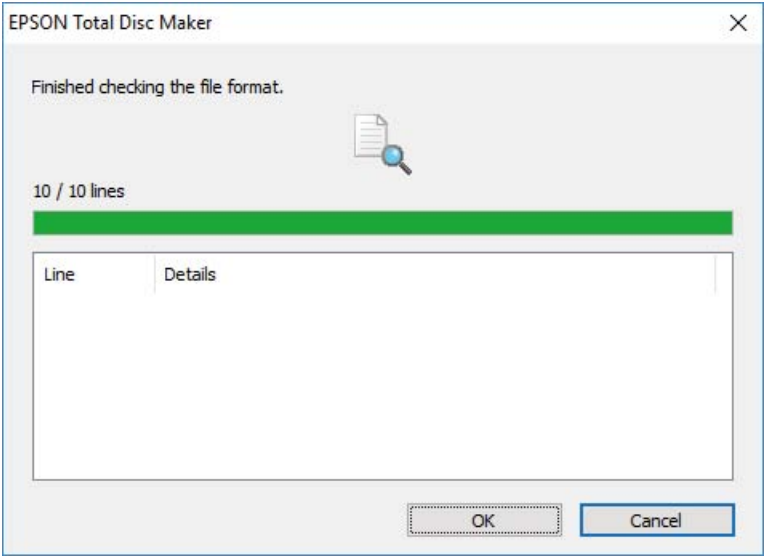 EPSON Total Disc Maker
Finished checking the file format.
10 / 10 lines
Line Details
OK Cancel